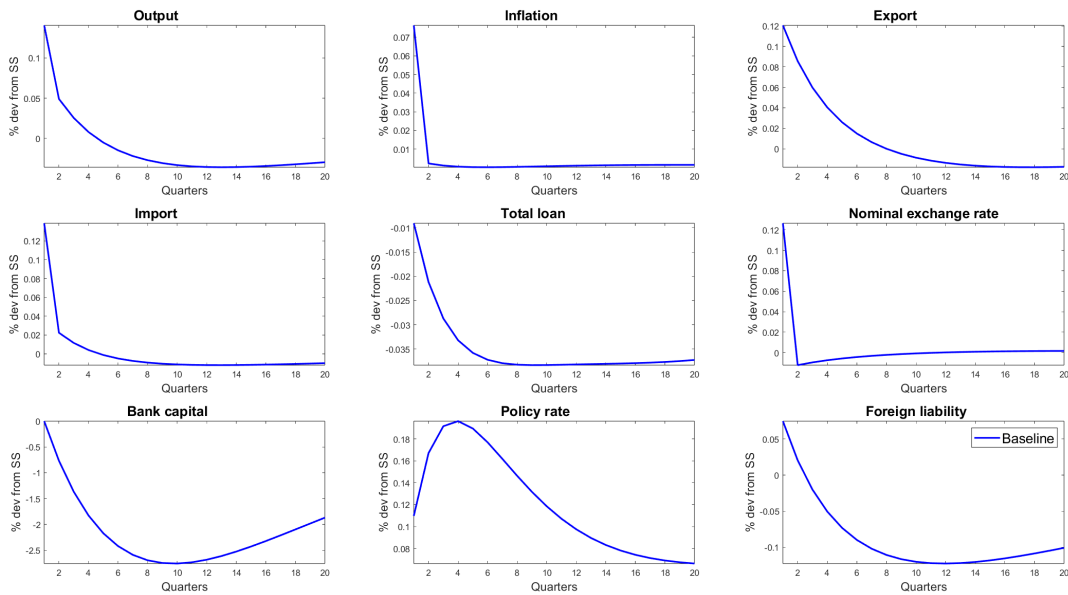 Output
% dev from SS
0.1
0.05
0
2 4 6 8 10 12 14 16 18 20
Quarters
Inflation
% dev from SS
0.07
0.06
0.05
0.04
0.03
0.02
0.01
2 4 6 8 10 12 14 16 18 20
Quarters
Export
% dev from SS
0.12
0.1
0.08
0.06
0.04
0.02
0
2 4 6 8 10 12 14 16 18 20
Quarters
Import
% dev from SS
0.12
0.1
0.08
0.06
0.04
0.02
0
2 4 6 8 10 12 14 16 18 20
Quarters
Total loan
% dev from SS
-0.01
-0.015
-0.02
-0.025
-0.03
-0.035
2 4 6 8 10 12 14 16 18 20
Quarters
Nominal exchange rate
% dev from SS
0.12
0.1
0.08
0.06
0.04
0.02
0
2 4 6 8 10 12 14 16 18 20
Quarters
Bank capital
% dev from SS
0
-0.5
-1
-1.5
-2
-2.5
2 4 6 8 10 12 14 16 18 20
Quarters
Policy rate
% dev from SS
0.18
0.16
0.14
0.12
0.1
0.08
2 4 6 8 10 12 14 16 18 20
Quarters
Foreign liability
Baseline
% dev from SS
0.05
0
-0.05
-0.1
2 4 6 8 10 12 14 16 18 20
Quarters